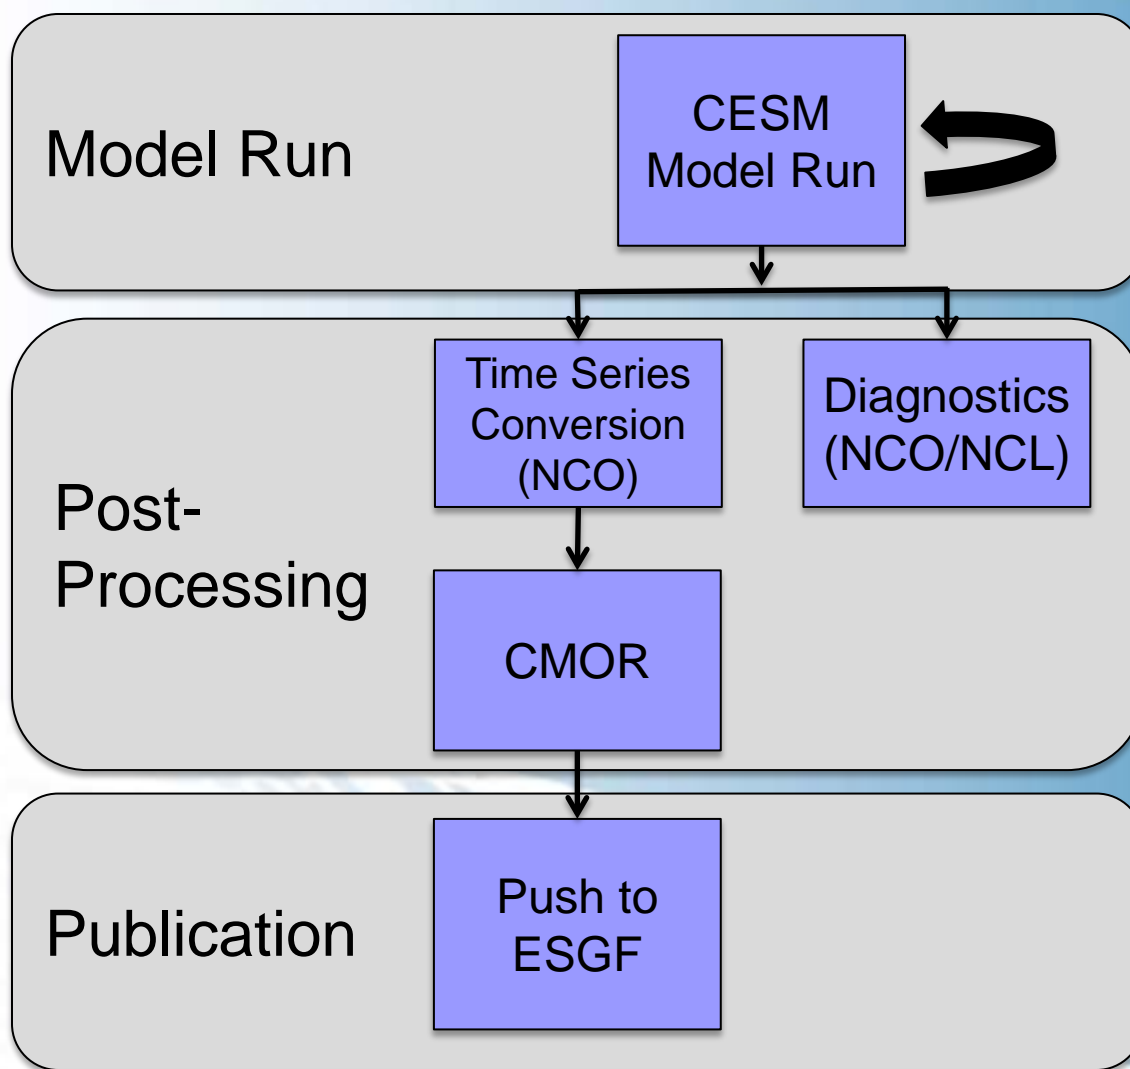 Model Run
CESM
Model Run
Post-
Processing
Time Series
Conversion
(NCO)
Diagnostics
(NCO/NCL)
CMOR
Publication
Push to
ESGF